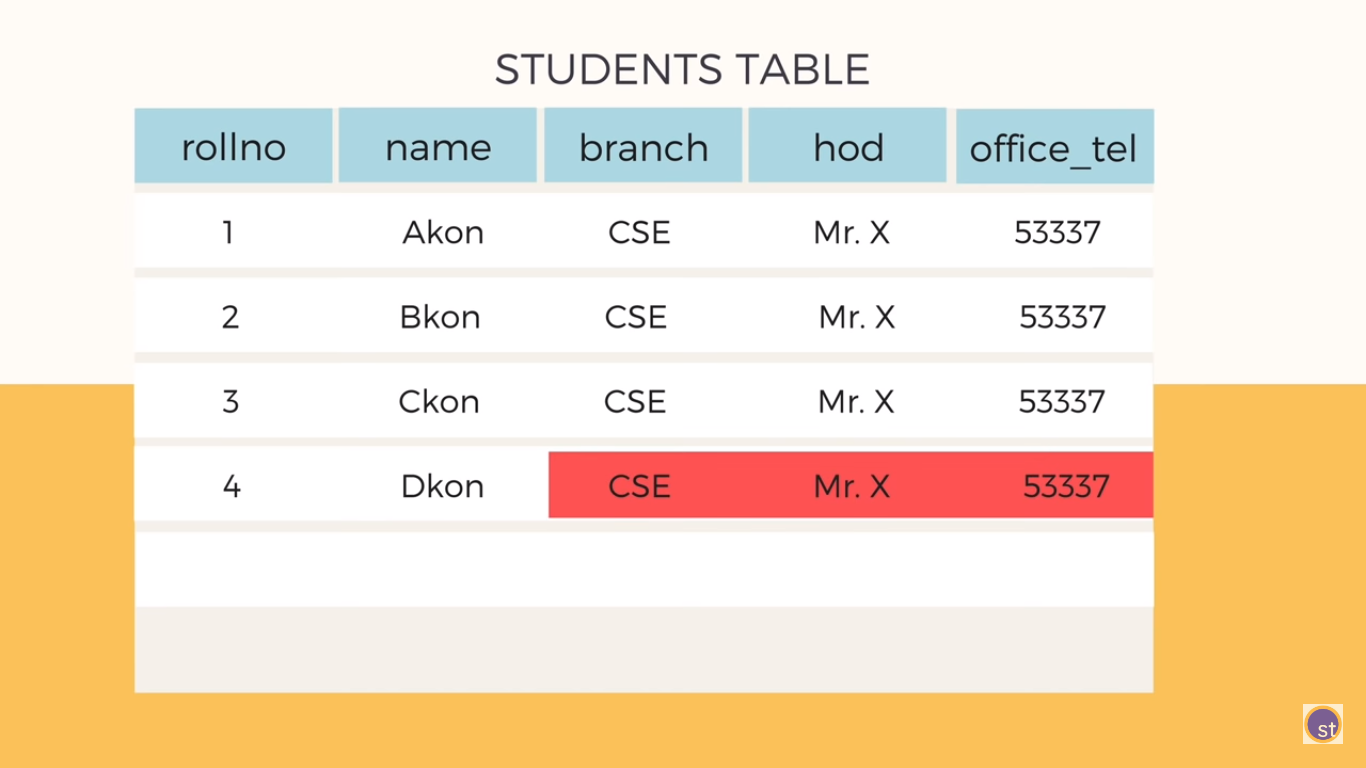 STUDENTS TABLE
rollno name branch hod office_tel
1 Akon CSE Mr. X 53337
2 Bkon CSE Mr. X 53337
3 Ckon CSE Mr. X 53337
4 Dkon CSE Mr. X 53337
st